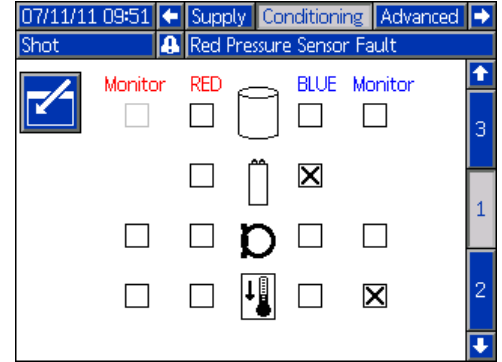 07/11/11 09:51 Supply Conditioning Advanced
Shot Red Pressure Sensor Fault
Monitor RED BLUE Monitor
3
1
2